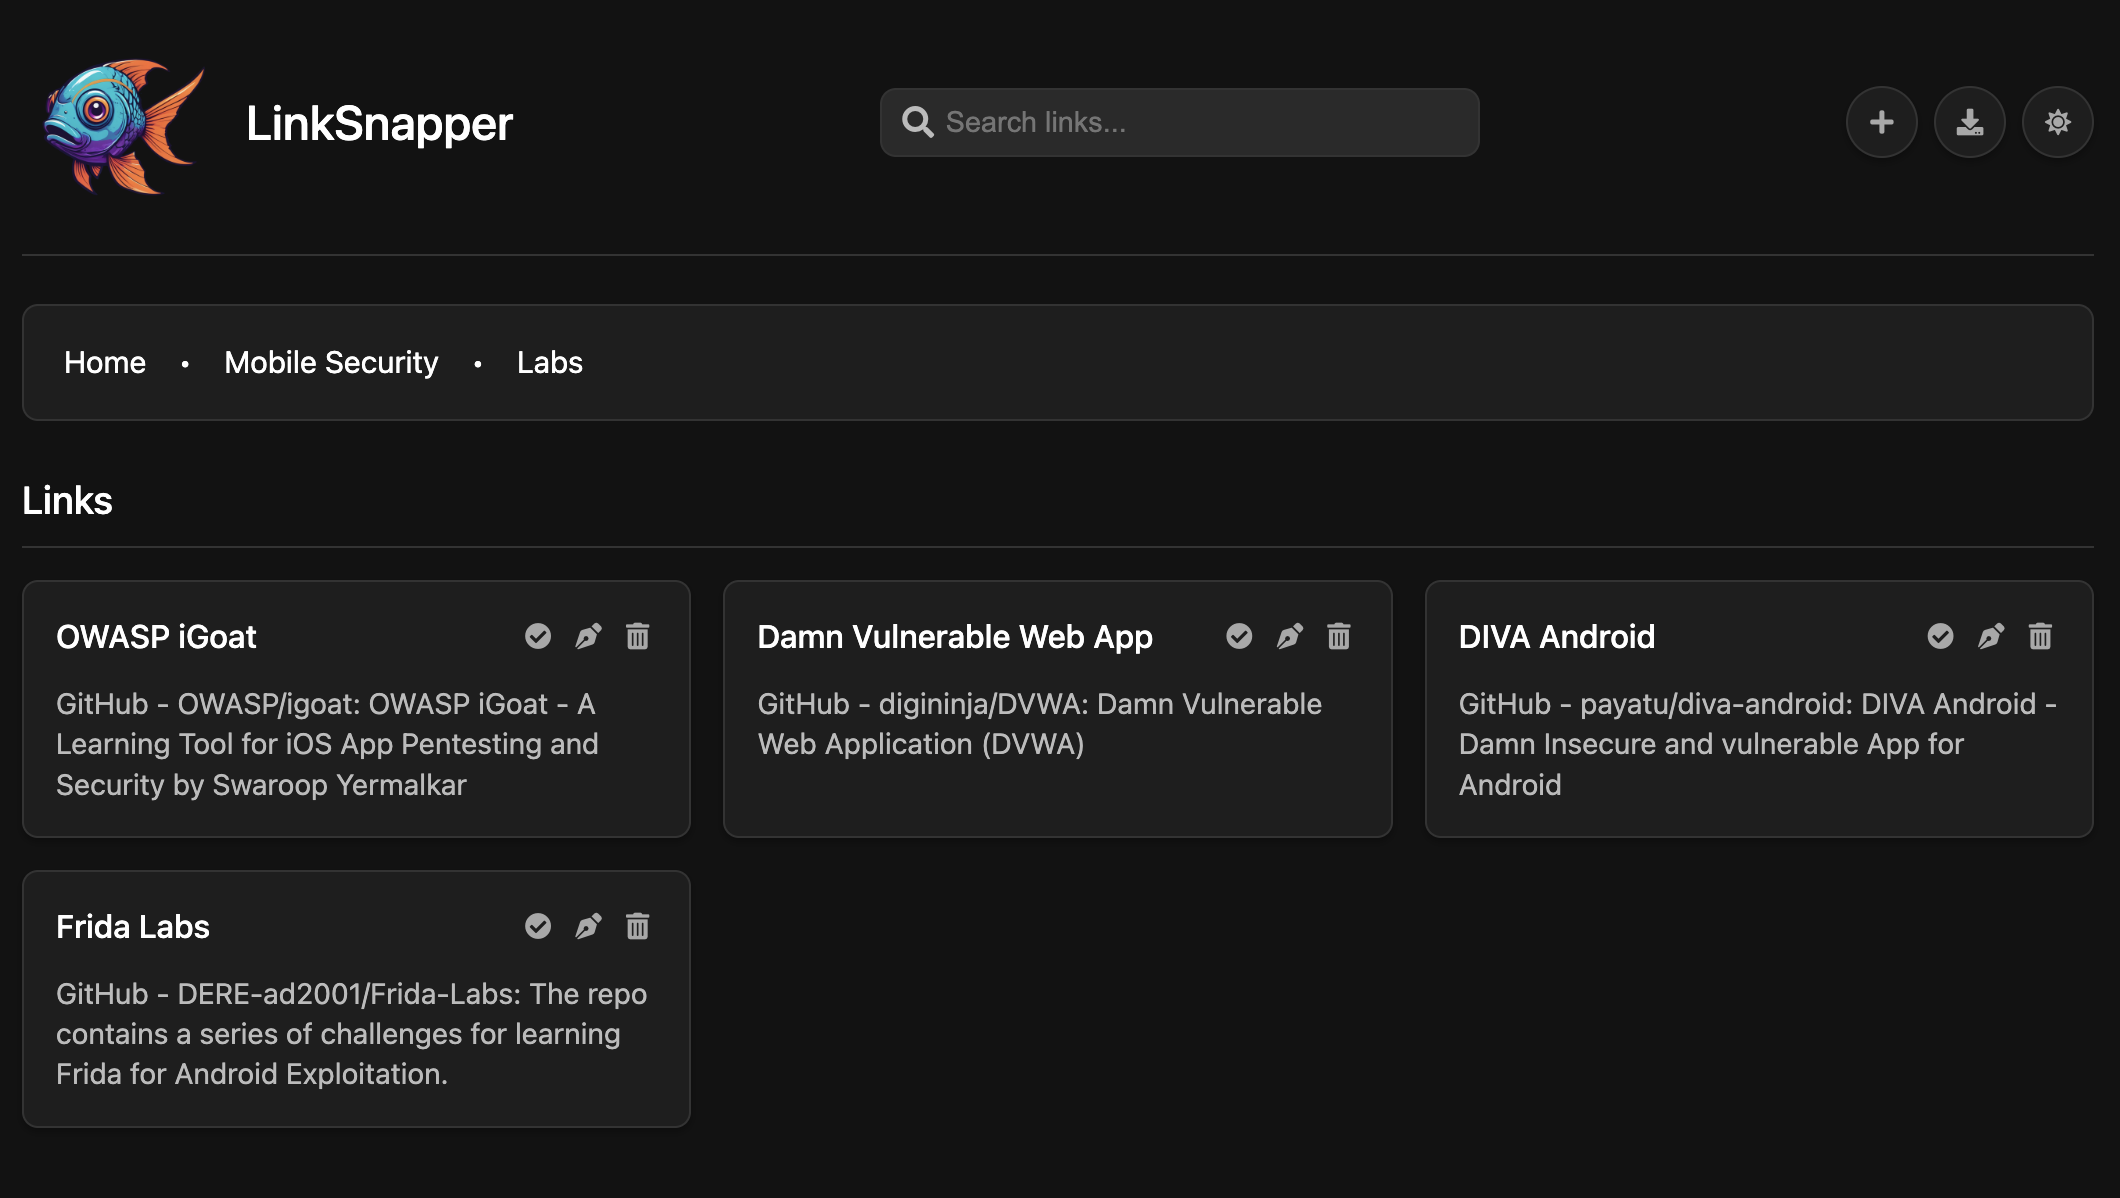 LinkSnapper
Search links...
Home • Mobile Security • Labs
Links
OWASP iGoat
GitHub - OWASP/igoat: OWASP iGoat - A
Learning Tool for iOS App Pentesting and
Security by Swaroop Yermalkar
Damn Vulnerable Web App
GitHub - digininja/DVWA: Damn Vulnerable
Web Application (DVWA)
DIVA Android
GitHub - payatu/diva-android: DIVA Android -
Damn Insecure and vulnerable App for
Android
Frida Labs
GitHub - DERE-ad2001/Frida-Labs: The repo
contains a series of challenges for learning
Frida for Android Exploitation.